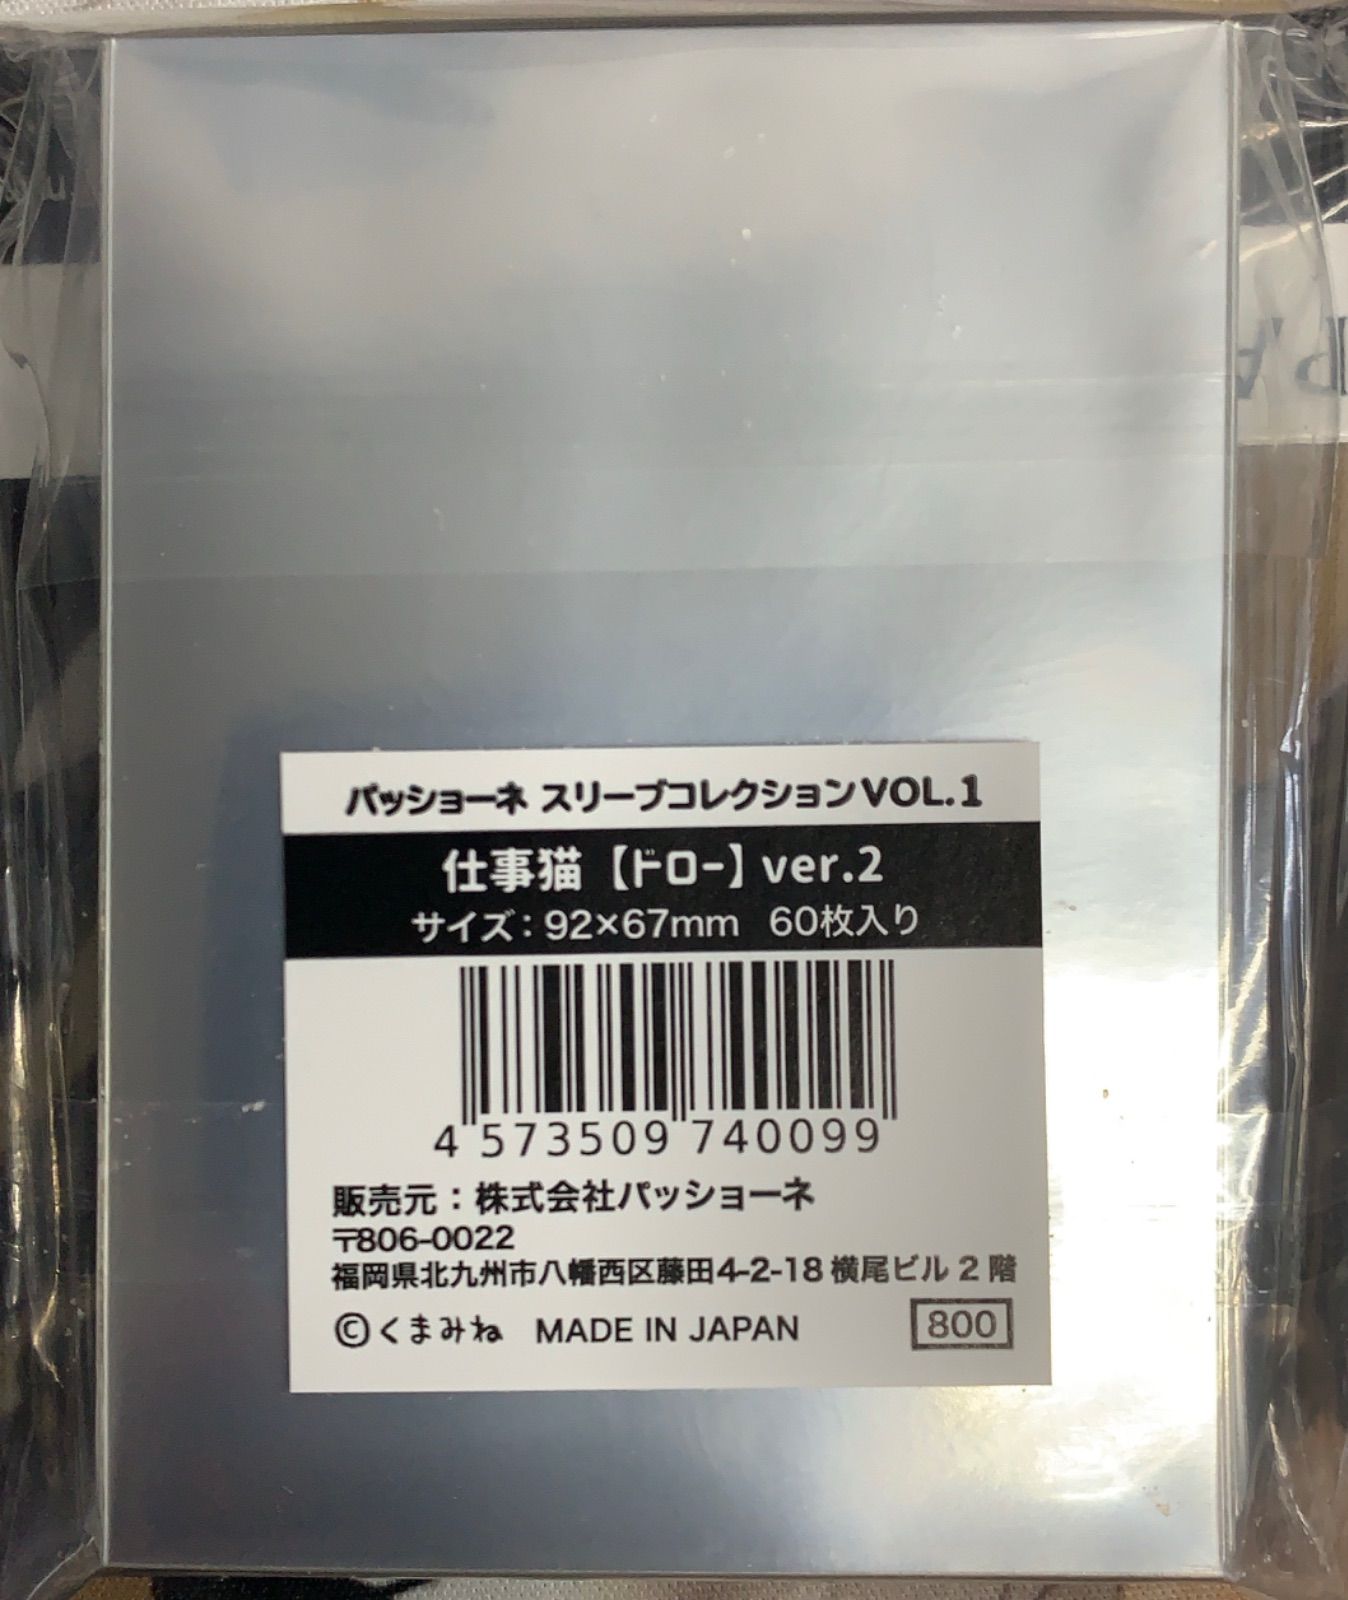 パッショーネ スリーブコレクションVOL.1
仕事猫【ドロー】ver.2
サイズ：92×67mm 60枚入り
4 573509 740099
販売元：株式会社パッショーネ
〒806-0022
福岡県北九州市八幡西区藤田4-2-18 横尾ビル 2 階
©くまみね MADE IN JAPAN 800